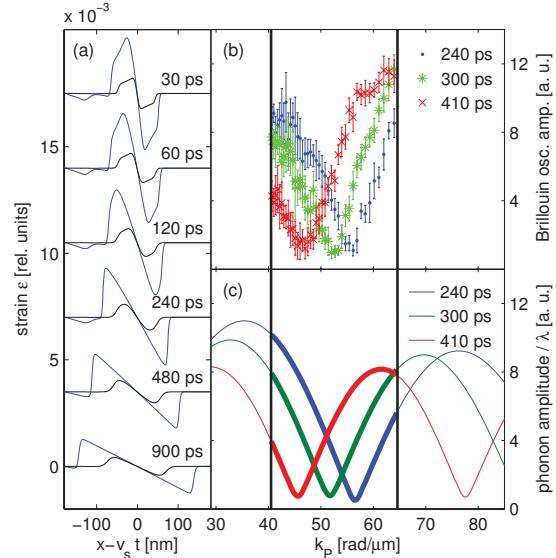 x 10⁻³
(a)
30 ps
60 ps
120 ps
240 ps
480 ps
900 ps
15
10
5
0
strain ε [rel. units]
−100 0 100
x−vₛ t [nm]
(b)
240 ps
300 ps
410 ps
12
8
4
Brillouin osc. amp. [a. u.]
(c)
240 ps
300 ps
410 ps
12
8
4
0
phonon amplitude / λ [a. u.]
30 40 50 60 70 80
k_P [rad/μm]